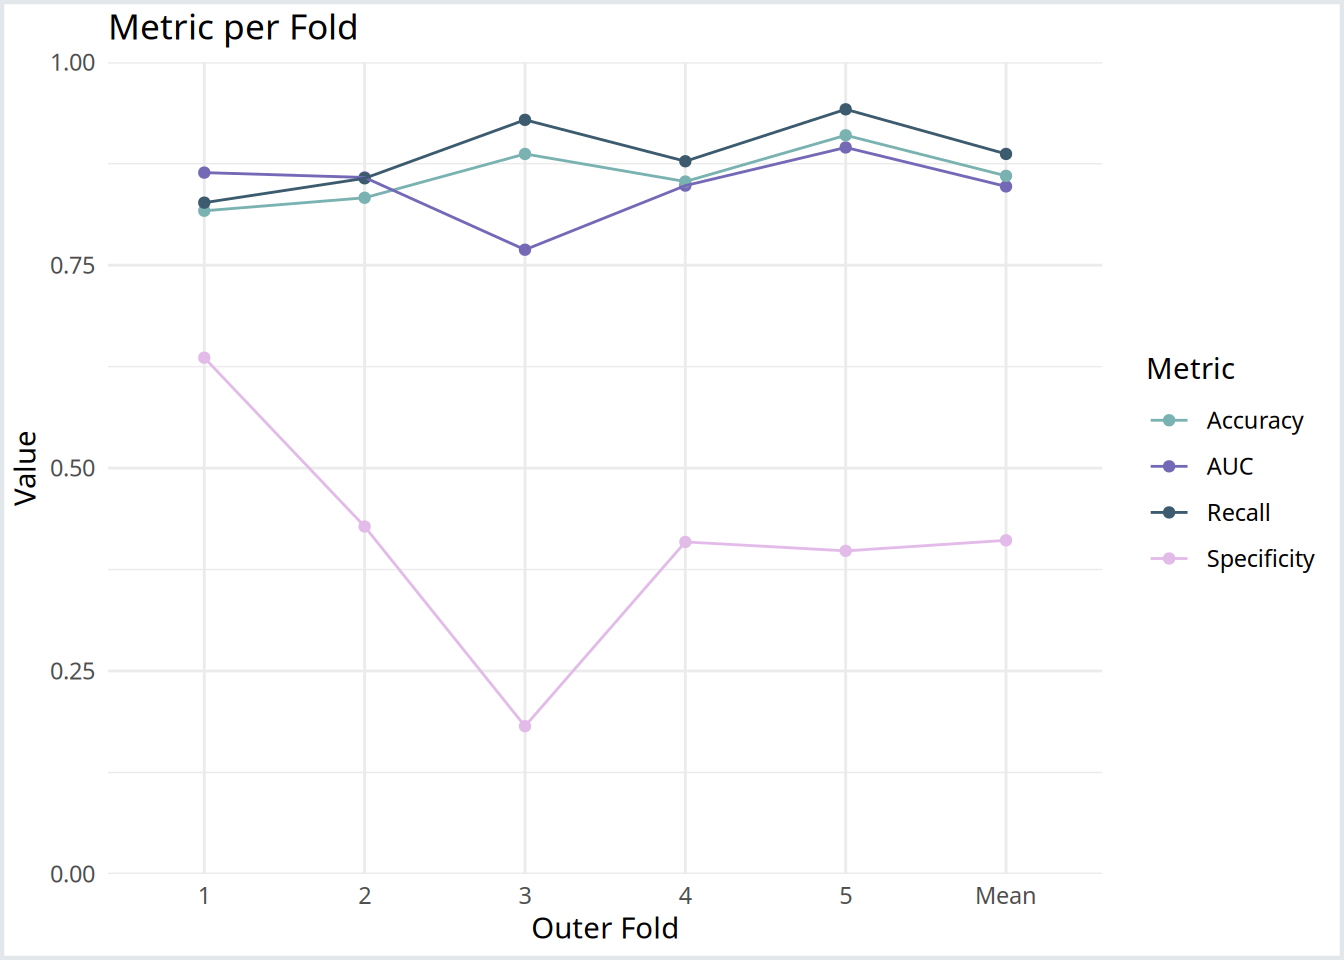 Metric per Fold
1.00
0.75
0.50
0.25
0.00
Value
1 2 3 4 5 Mean
Outer Fold
Metric
Accuracy
AUC
Recall
Specificity